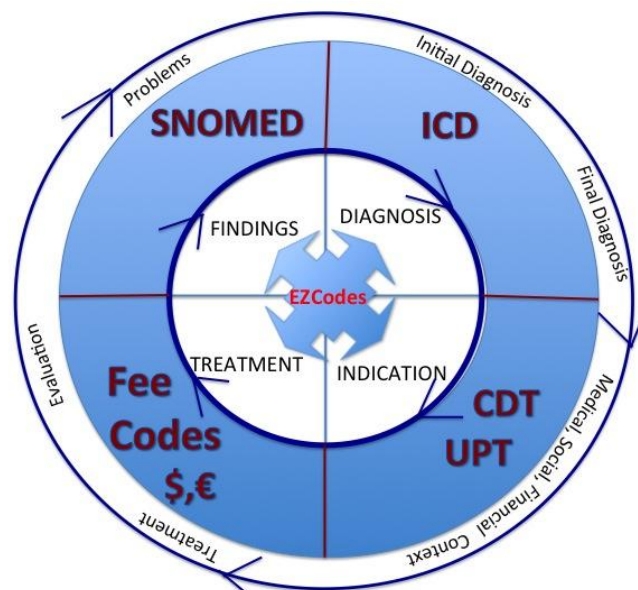 Problems
Initial Diagnosis
SNOMED
ICD
Final Diagnosis
FINDINGS
DIAGNOSIS
EZCodes
TREATMENT
INDICATION
Fee
Codes
$,€
CDT
UPT
Medical, Social, Financial Context
Treatment
Evaluation